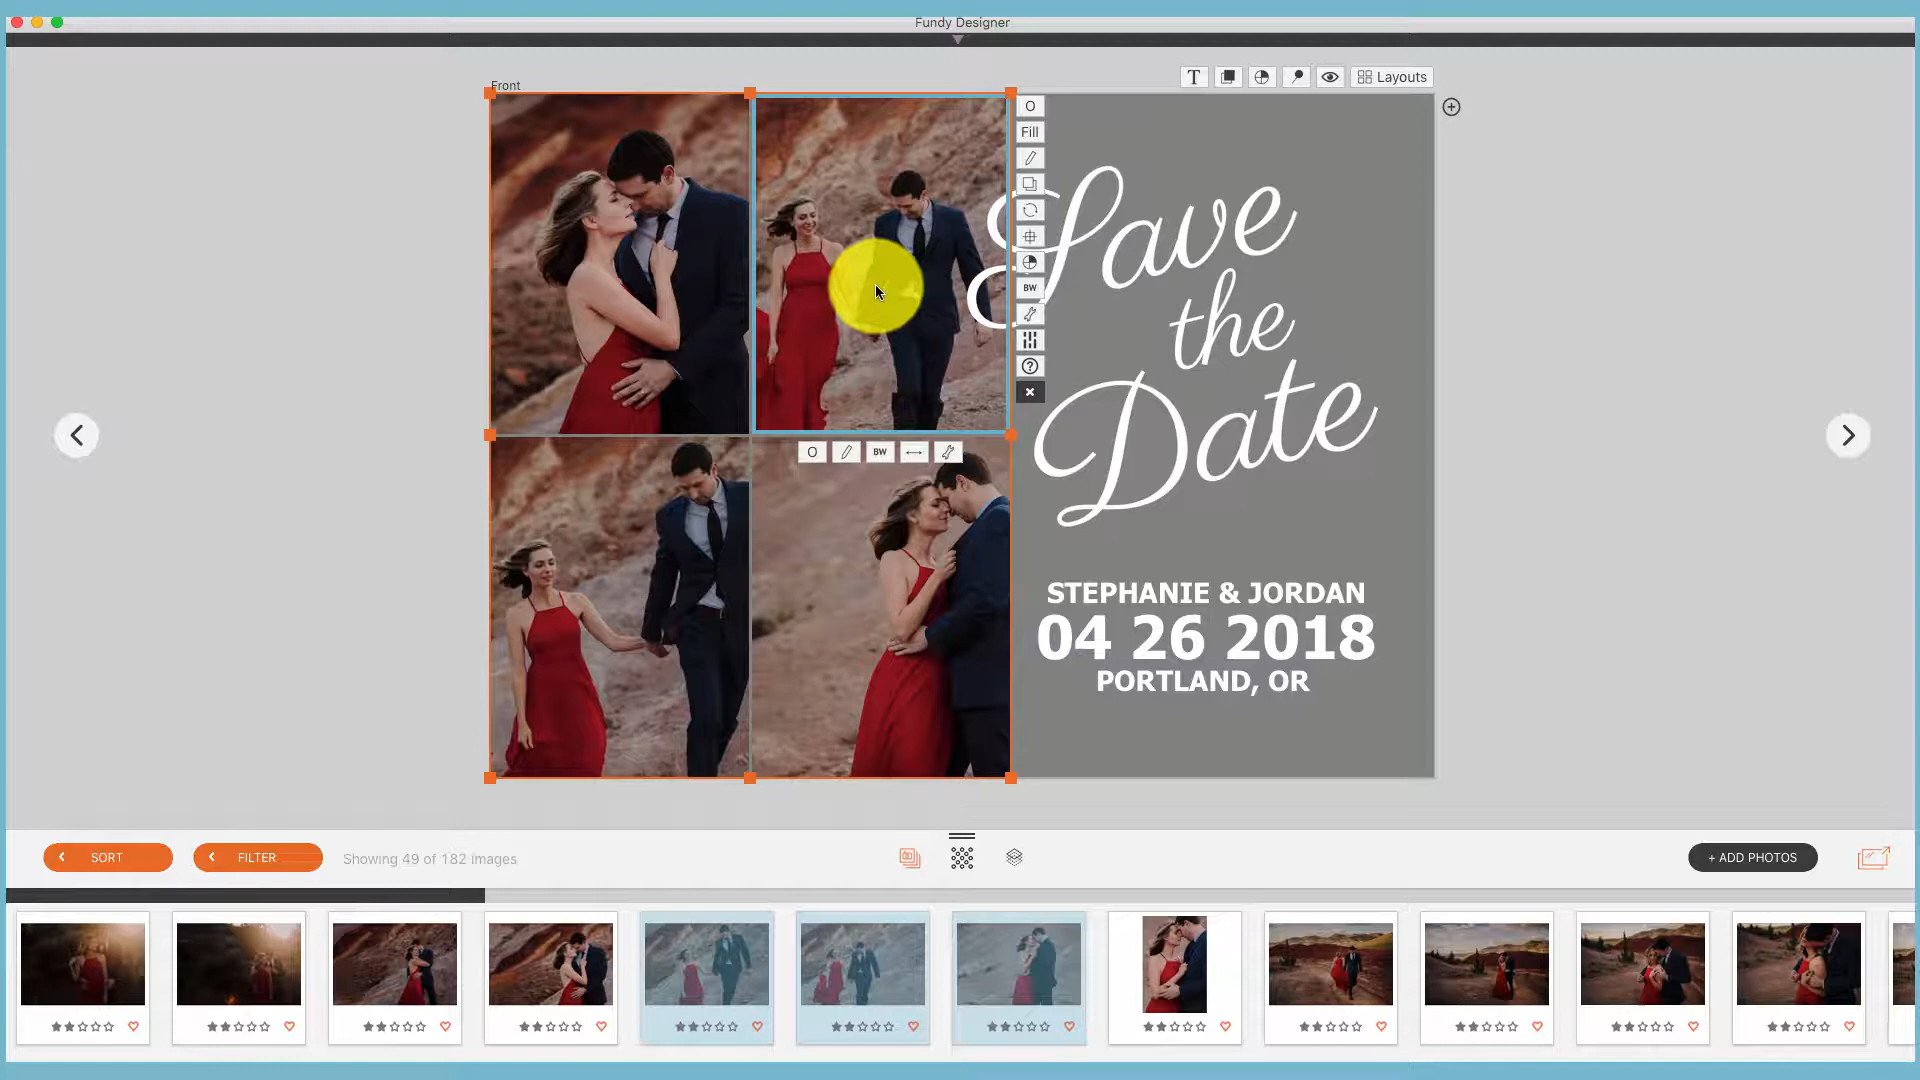 Fundy Designer
Front
T
Layouts
O
Fill
BW
Save
the
Date
O
BW
STEPHANIE & JORDAN
04 26 2018
PORTLAND, OR
SORT
FILTER
Showing 49 of 182 images
+ ADD PHOTOS